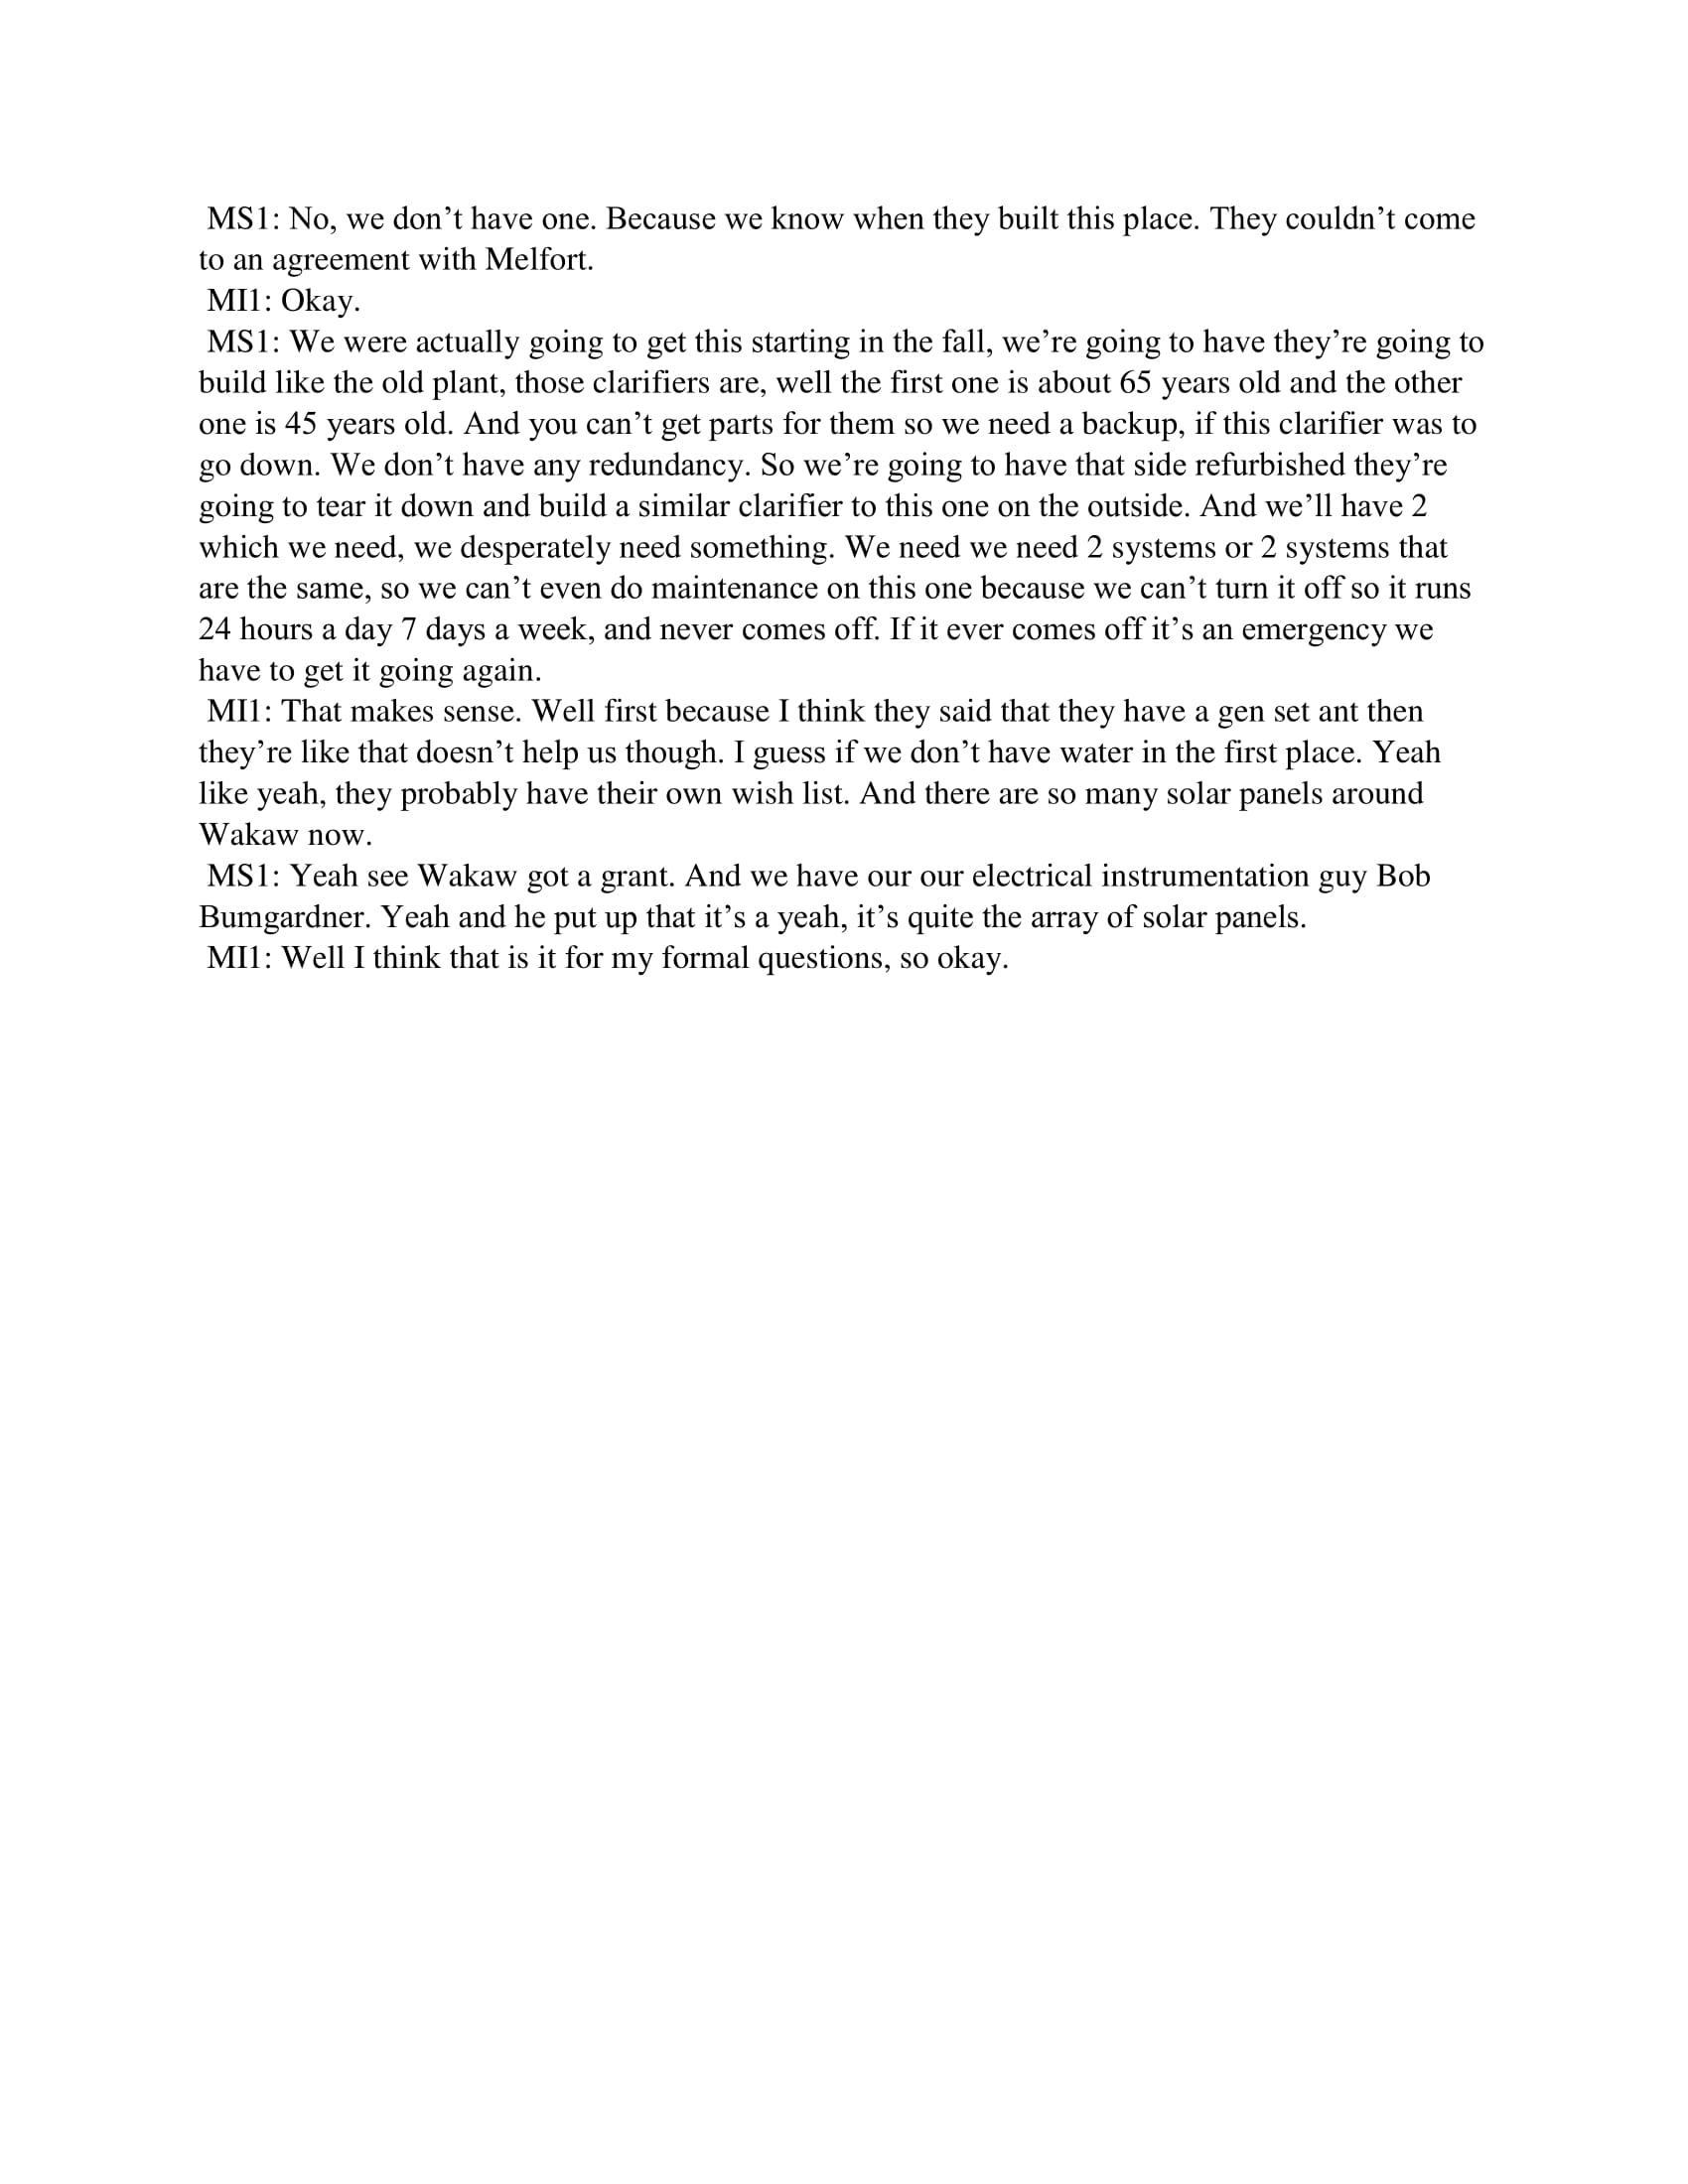 MS1: No, we don’t have one. Because we know when they built this place. They couldn’t come
to an agreement with Melfort.
MI1: Okay.
MS1: We were actually going to get this starting in the fall, we’re going to have they’re going to
build like the old plant, those clarifiers are, well the first one is about 65 years old and the other
one is 45 years old. And you can’t get parts for them so we need a backup, if this clarifier was to
go down. We don’t have any redundancy. So we’re going to have that side refurbished they’re
going to tear it down and build a similar clarifier to this one on the outside. And we’ll have 2
which we need, we desperately need something. We need we need 2 systems or 2 systems that
are the same, so we can’t even do maintenance on this one because we can’t turn it off so it runs
24 hours a day 7 days a week, and never comes off. If it ever comes off it’s an emergency we
have to get it going again.
MI1: That makes sense. Well first because I think they said that they have a gen set ant then
they’re like that doesn’t help us though. I guess if we don’t have water in the first place. Yeah
like yeah, they probably have their own wish list. And there are so many solar panels around
Wakaw now.
MS1: Yeah see Wakaw got a grant. And we have our our electrical instrumentation guy Bob
Bumgardner. Yeah and he put up that it’s a yeah, it’s quite the array of solar panels.
MI1: Well I think that is it for my formal questions, so okay.